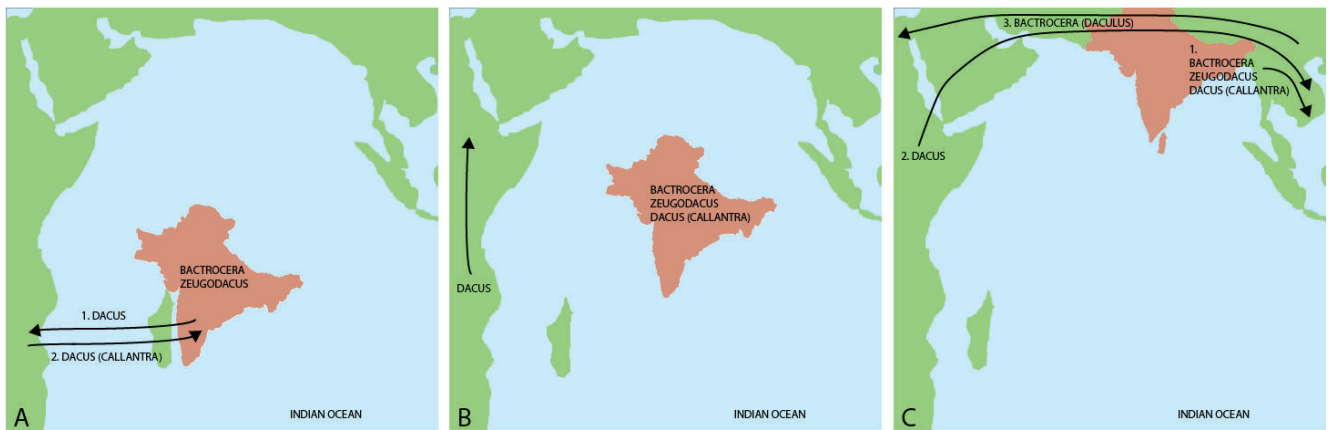 BACTROCERA
ZEUGODACUS
1. DACUS
2. DACUS (CALLANTRA)
A
INDIAN OCEAN
BACTROCERA
ZEUGODACUS
DACUS (CALLANTRA)
DACUS
B
INDIAN OCEAN
3. BACTROCERA (DACULUS)
1.
BACTROCERA
ZEUGODACUS
DACUS (CALLANTRA)
2. DACUS
C
INDIAN OCEAN